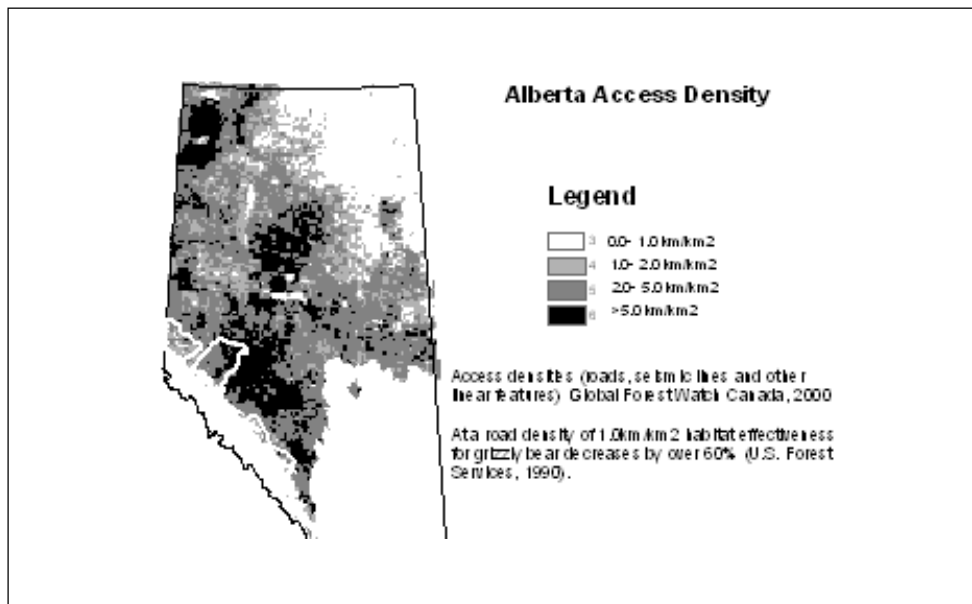 Alberta Access Density
Legend
3 0.0- 1.0 km/km2
4 1.0- 2.0 km/km2
5 2.0- 5.0 km/km2
6 >5.0 km/km2
Access densities (roads, seismic lines and other
linear features) Global Forest Watch Canada, 2000
At a road density of 1.0km/km2 habitat effectiveness
for grizzly bear decreases by over 60% (U.S. Forest
Services, 1990).